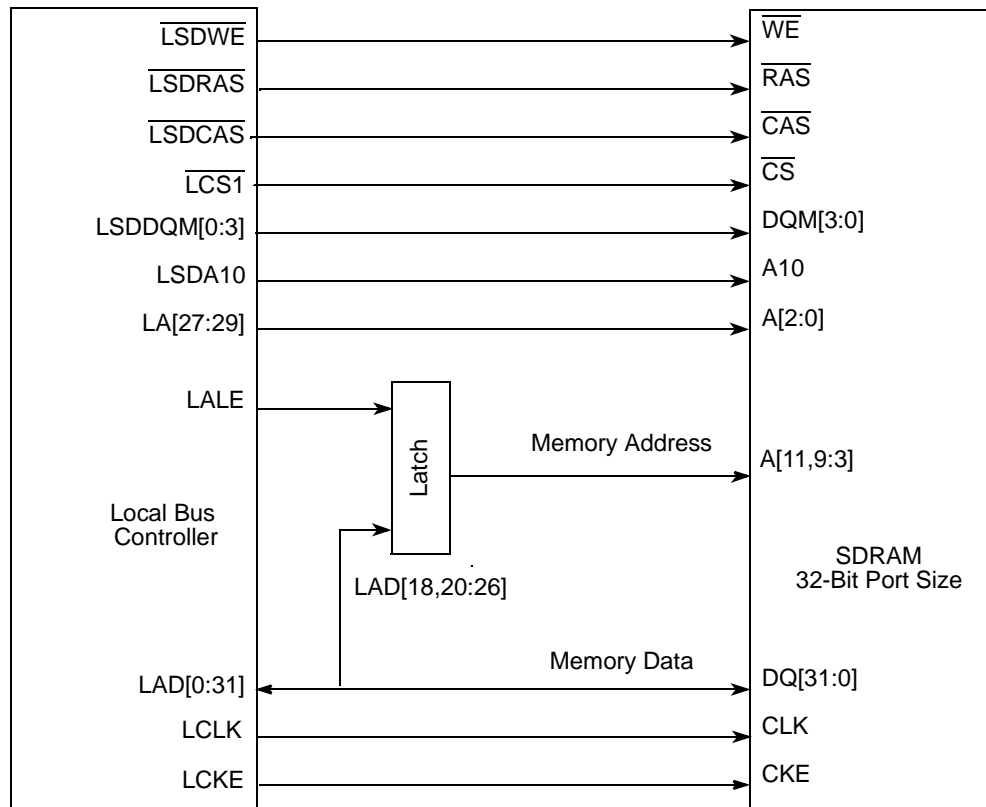 LSDWE
WE
LSDRAS
RAS
LSDCAS
CAS
LCS1
CS
LSDDQM[0:3]
DQM[3:0]
LSDA10
A10
LA[27:29]
A[2:0]
LALE
Latch
Memory Address
A[11,9:3]
Local Bus
Controller
SDRAM
32-Bit Port Size
LAD[18,20:26]
Memory Data
LAD[0:31]
DQ[31:0]
LCLK
CLK
LCKE
CKE